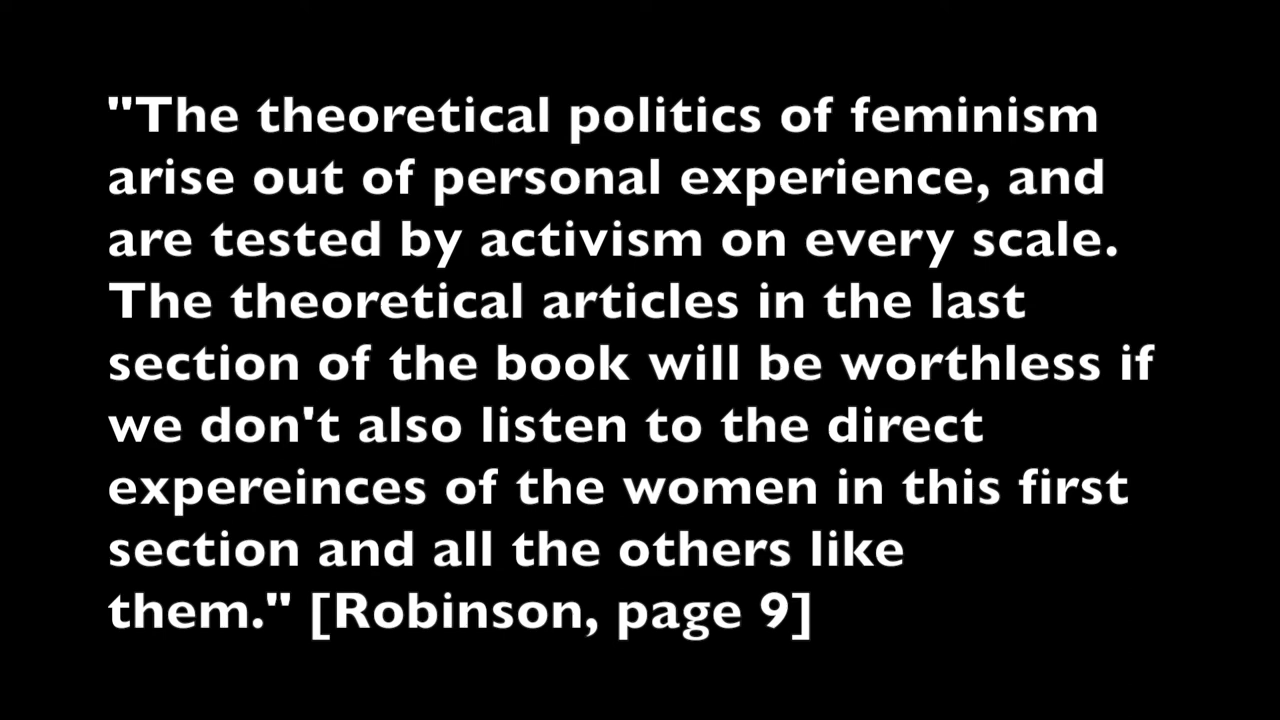 "The theoretical politics of feminism
arise out of personal experience, and
are tested by activism on every scale.
The theoretical articles in the last
section of the book will be worthless if
we don't also listen to the direct
expereinces of the women in this first
section and all the others like
them." [Robinson, page 9]